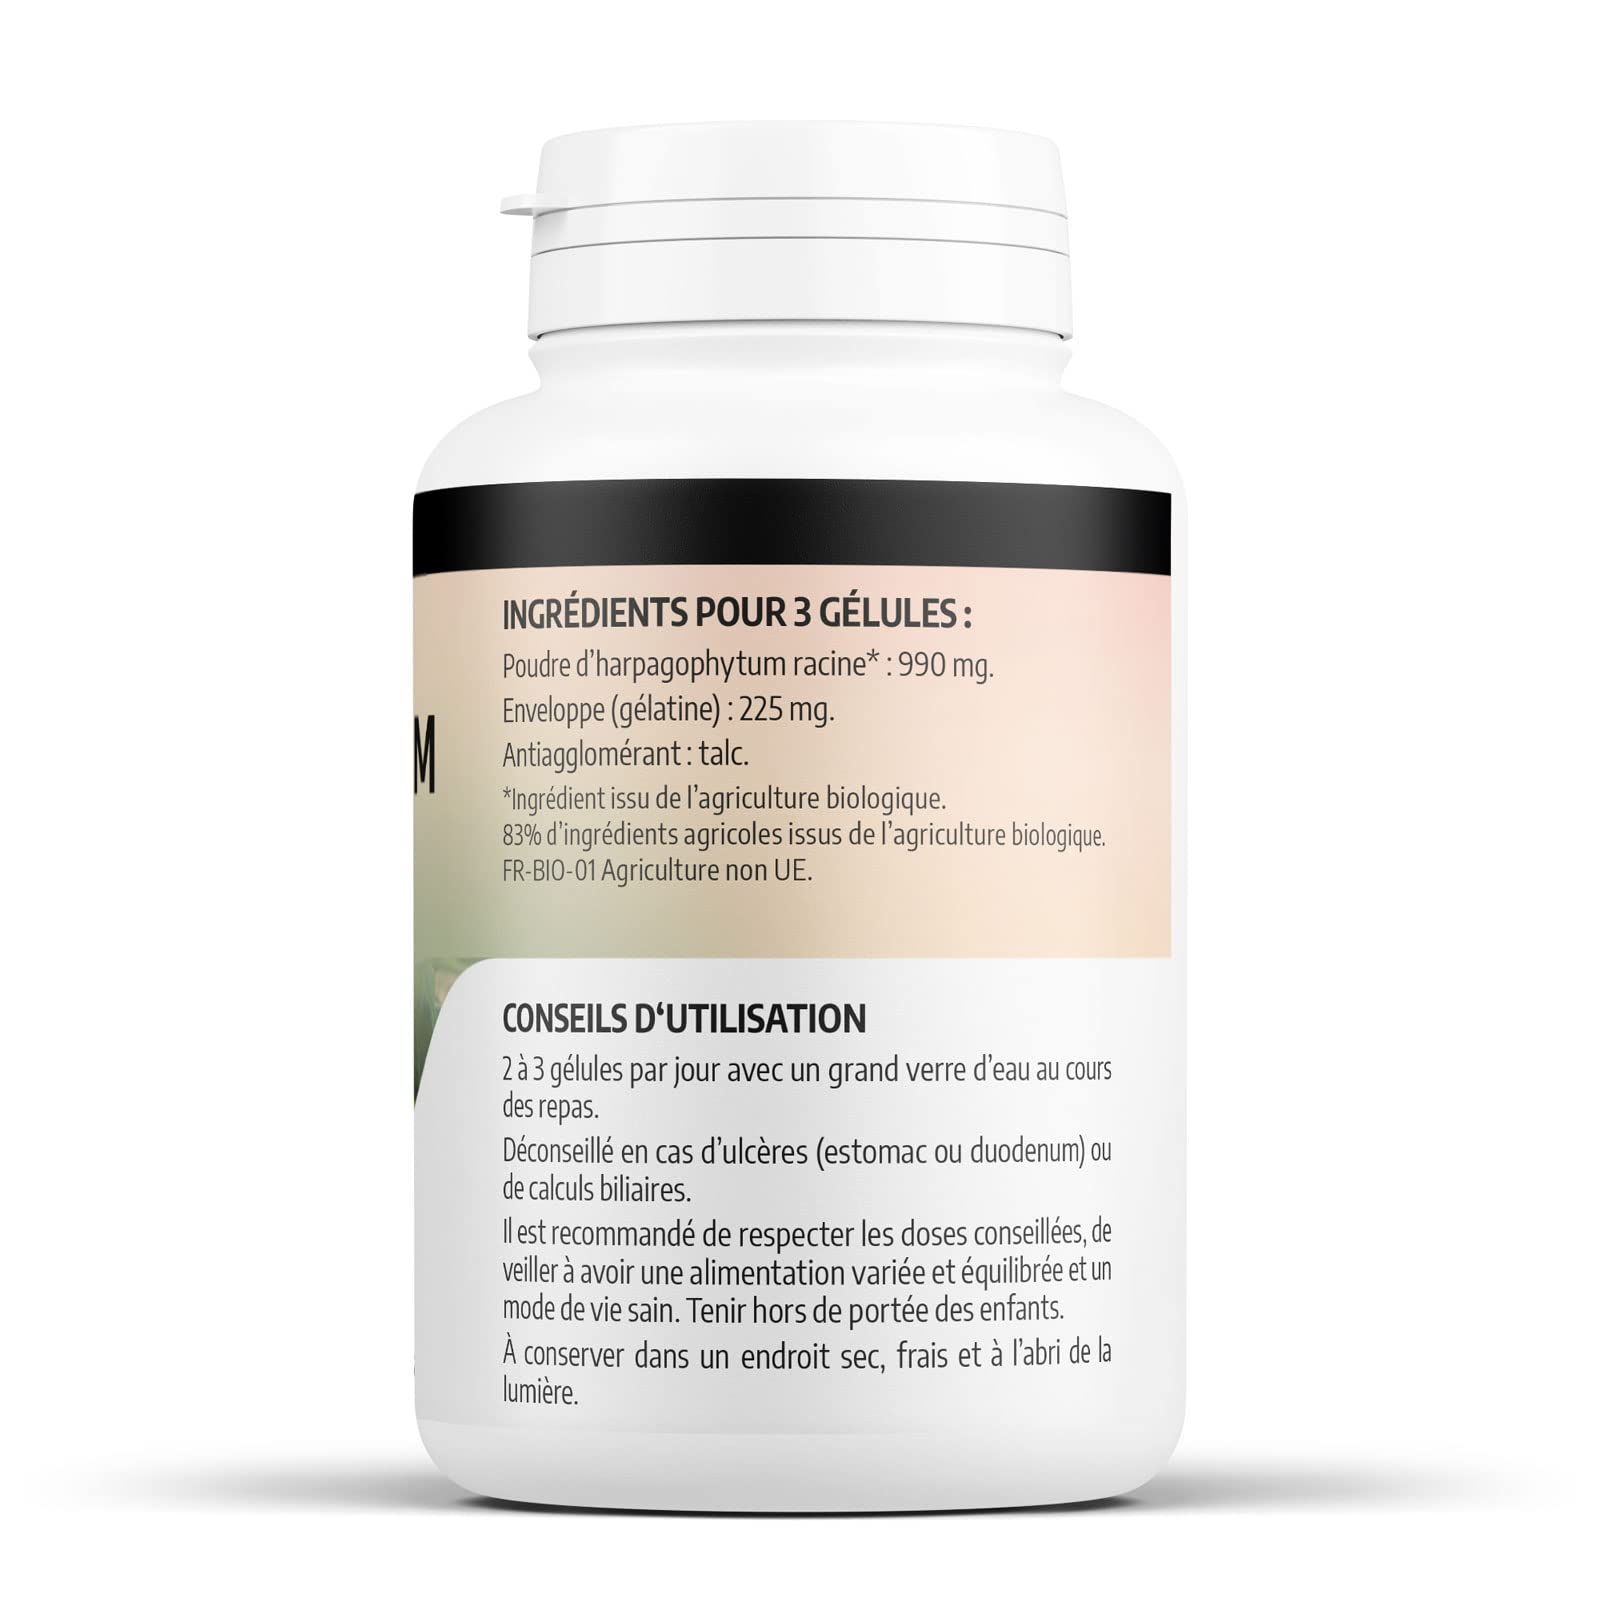 INGRÉDIENTS POUR 3 GÉLULES :
Poudre d’harpagophytum racine* : 990 mg.
Enveloppe (gélatine) : 225 mg.
Antiagglomérant : talc.
*Ingrédient issu de l’agriculture biologique.
83% d’ingrédients agricoles issus de l’agriculture biologique.
FR-BIO-01 Agriculture non UE.
M
CONSEILS D‘UTILISATION
2 à 3 gélules par jour avec un grand verre d’eau au cours
des repas.
Déconseillé en cas d’ulcères (estomac ou duodenum) ou
de calculs biliaires.
Il est recommandé de respecter les doses conseillées, de
veiller à avoir une alimentation variée et équilibrée et un
mode de vie sain. Tenir hors de portée des enfants.
À conserver dans un endroit sec, frais et à l’abri de la
lumière.